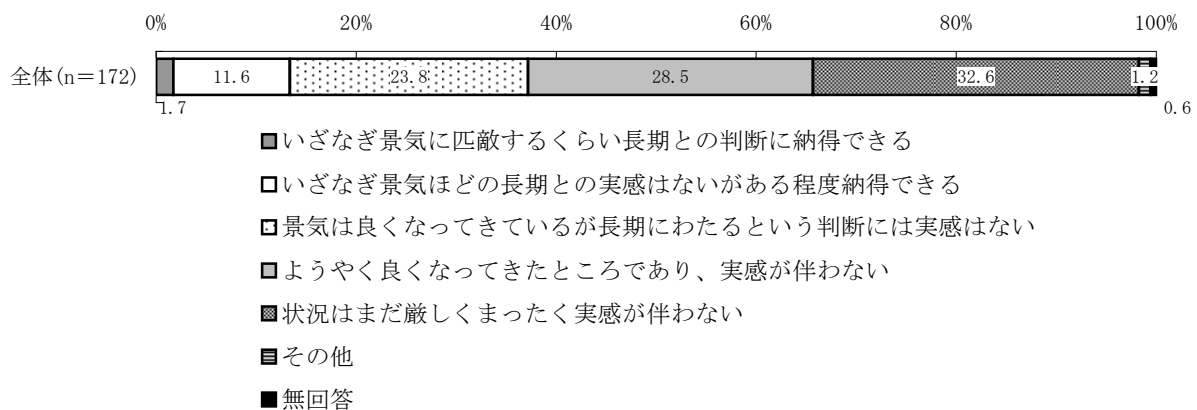 0% 20% 40% 60% 80% 100%
全体(n＝172) 11.6 23.8 28.5 32.6 1.2
1.7 0.6
いざなぎ景気に匹敵するくらい長期との判断に納得できる
いざなぎ景気ほどの長期との実感はないがある程度納得できる
景気は良くなってきているが長期にわたるという判断には実感はない
ようやく良くなってきたところであり、実感が伴わない
状況はまだ厳しくまったく実感が伴わない
その他
無回答